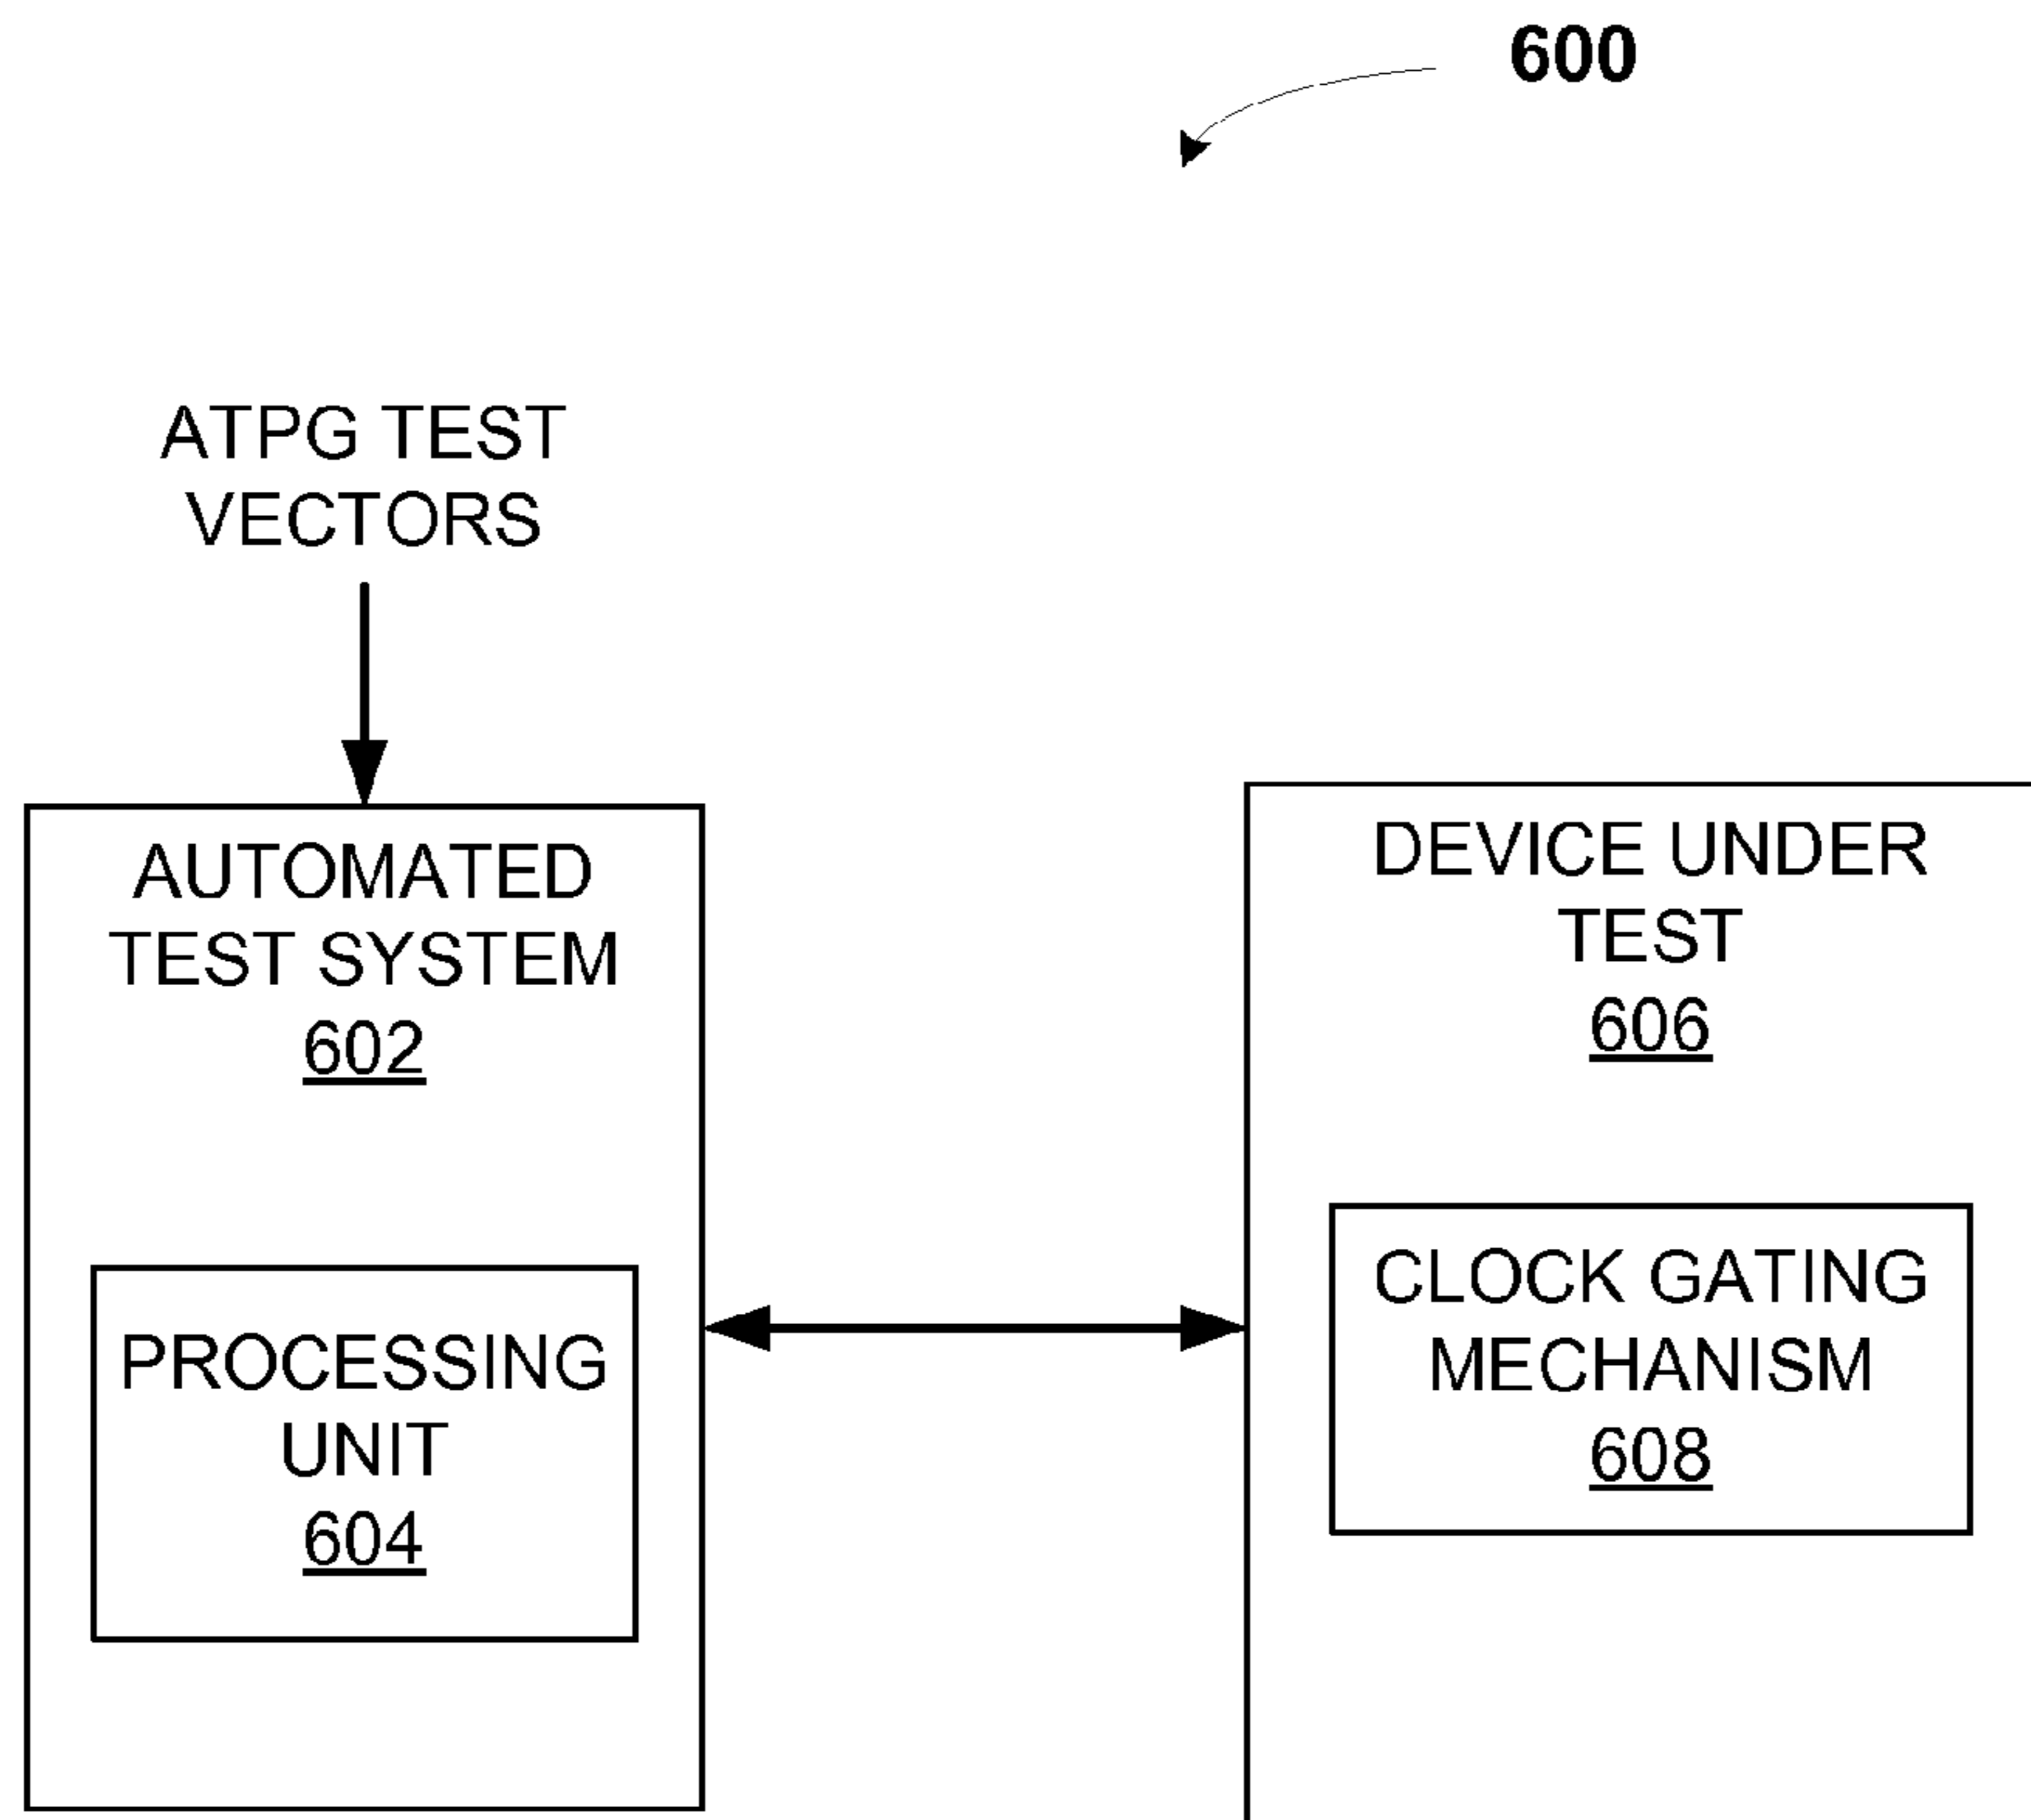 600
ATPG TEST
VECTORS
AUTOMATED
TEST SYSTEM
602
PROCESSING
UNIT
604
DEVICE UNDER
TEST
606
CLOCK GATING
MECHANISM
608